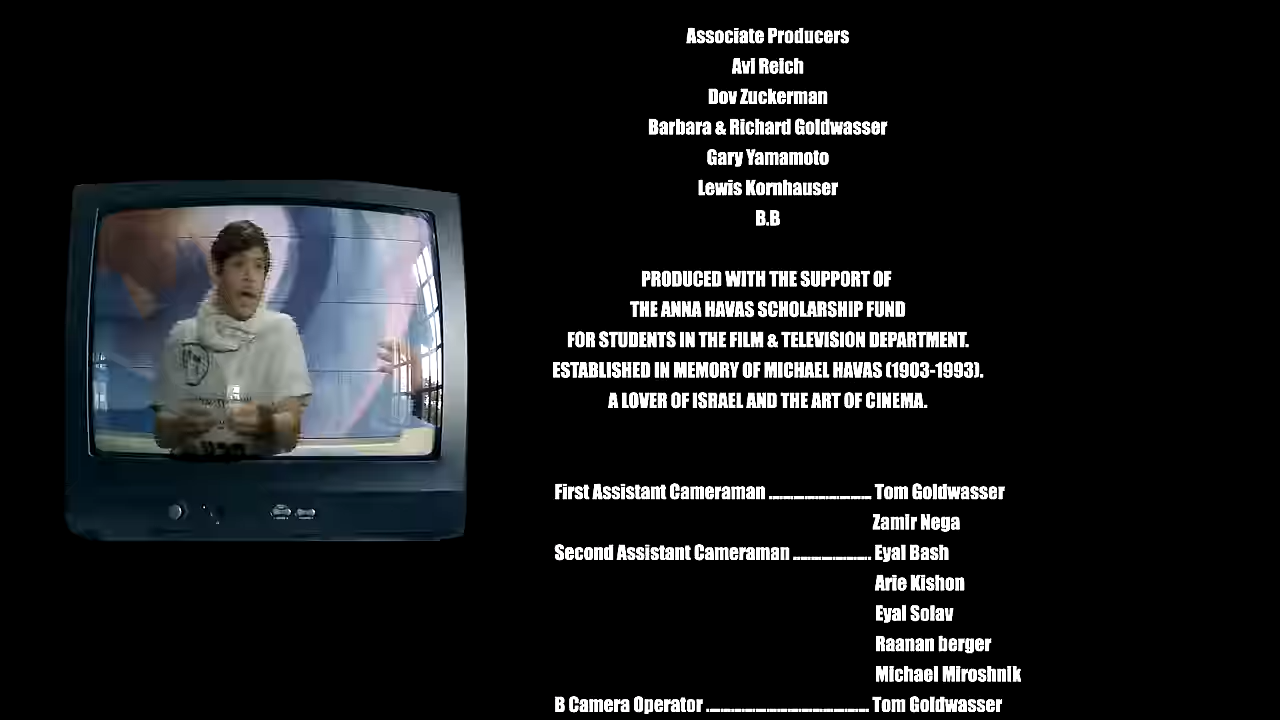 Associate Producers
Avi Reich
Dov Zuckerman
Barbara & Richard Goldwasser
Gary Yamamoto
Lewis Kornhauser
B.B
PRODUCED WITH THE SUPPORT OF
THE ANNA HAVAS SCHOLARSHIP FUND
FOR STUDENTS IN THE FILM & TELEVISION DEPARTMENT.
ESTABLISHED IN MEMORY OF MICHAEL HAVAS (1903-1993).
A LOVER OF ISRAEL AND THE ART OF CINEMA.
First Assistant Cameraman ............................ Tom Goldwasser
Zamir Nega
Second Assistant Cameraman ..................... Eyal Bash
Arie Kishon
Eyal Solav
Raanan berger
Michael Miroshnik
B Camera Operator ............................................ Tom Goldwasser